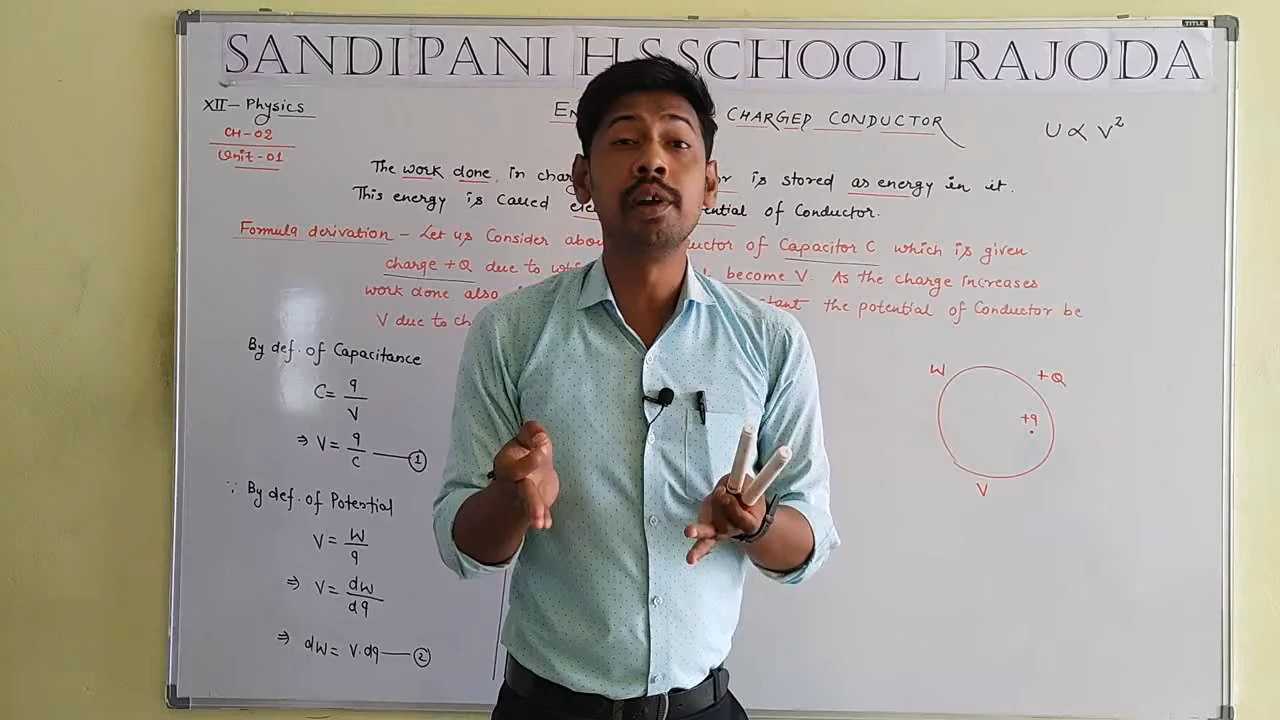 TITLE
SANDIPANI H S SCHOOL RAJODA
XII - Physics
CH-02
Unit-01
CHARGED CONDUCTOR
U ∝ V²
The work done in is stored as energy in it.
This energy is called of Conductor.
Formula derivation - Let us Consider of Capacitor C which is given
charge +Q due to become V. As the charge increases
work done also the potential of Conductor be
V due to
By def. of Capacitance
C = q/V
⇒ V = q/C —— ①
∵ By def. of Potential
V = W/q
⇒ V = dW/dq
⇒ dW = V.dq —— ②
W
+Q
+q
V